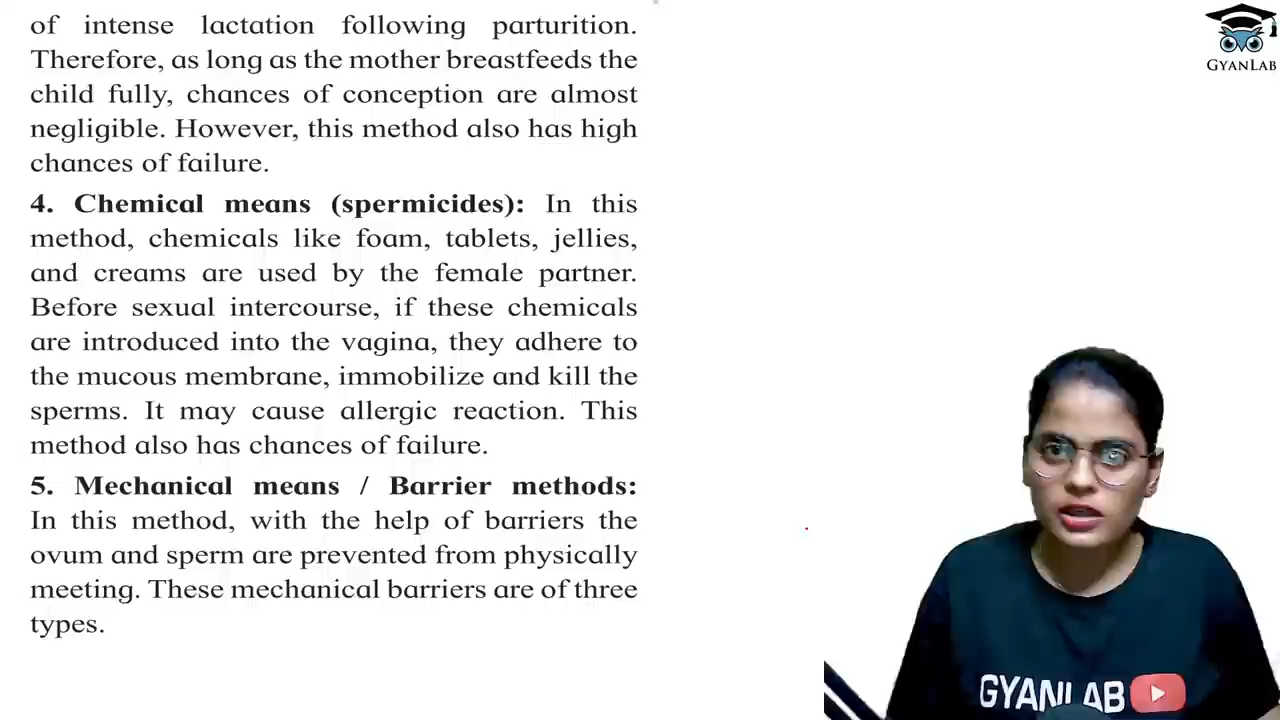 of intense lactation following parturition.
Therefore, as long as the mother breastfeeds the
child fully, chances of conception are almost
negligible. However, this method also has high
chances of failure.
4. Chemical means (spermicides): In this
method, chemicals like foam, tablets, jellies,
and creams are used by the female partner.
Before sexual intercourse, if these chemicals
are introduced into the vagina, they adhere to
the mucous membrane, immobilize and kill the
sperms. It may cause allergic reaction. This
method also has chances of failure.
5. Mechanical means / Barrier methods:
In this method, with the help of barriers the
ovum and sperm are prevented from physically
meeting. These mechanical barriers are of three
types.
GYANLAB
GYANLAB